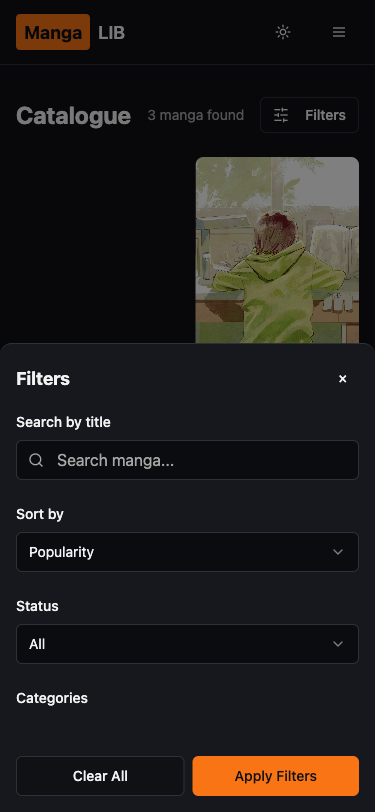 Manga LIB
Catalogue 3 manga found Filters
Filters
Search by title
Search manga...
Sort by
Popularity
Status
All
Categories
Clear All Apply Filters